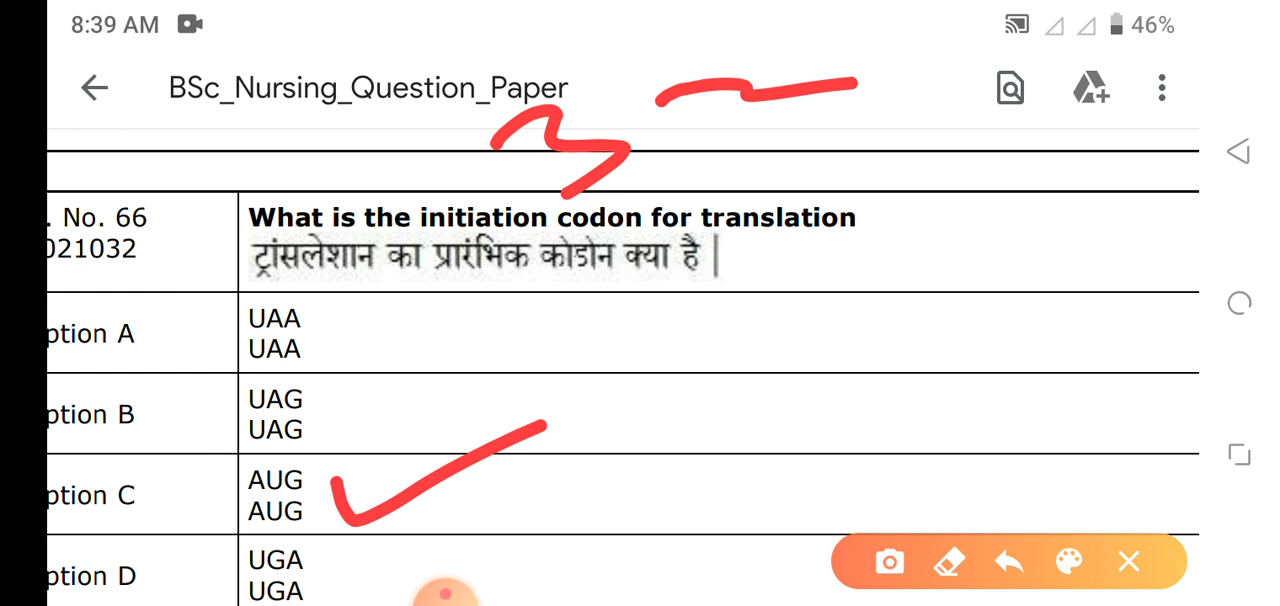 8:39 AM
46%
BSc_Nursing_Question_Paper
. No. 66
021032
What is the initiation codon for translation
ट्रांसलेशान का प्रारंभिक कोडोन क्या है |
ption A
UAA
UAA
ption B
UAG
UAG
ption C
AUG
AUG
ption D
UGA
UGA